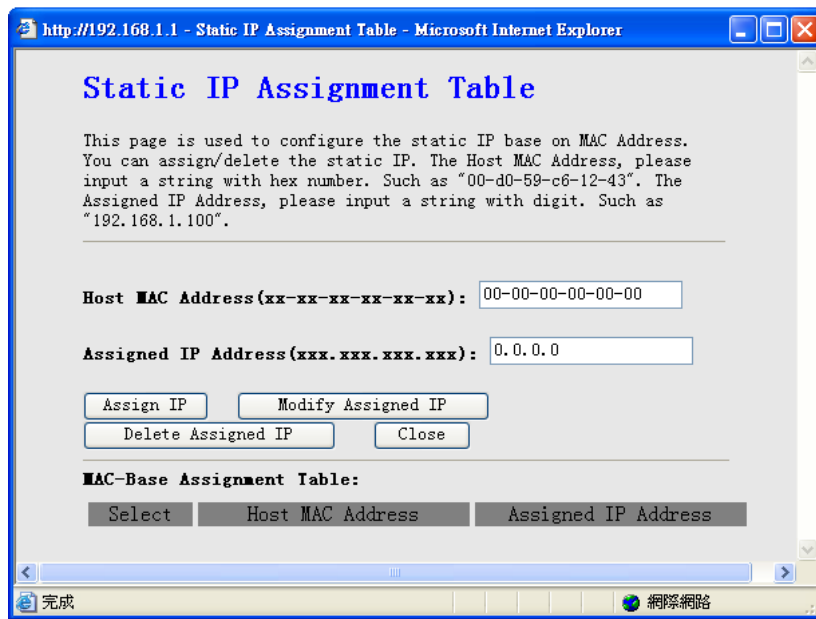 http://192.168.1.1 - Static IP Assignment Table - Microsoft Internet Explorer
Static IP Assignment Table
This page is used to configure the static IP base on MAC Address.
You can assign/delete the static IP. The Host MAC Address, please
input a string with hex number. Such as "00-d0-59-c6-12-43". The
Assigned IP Address, please input a string with digit. Such as
"192.168.1.100".
Host MAC Address(xx-xx-xx-xx-xx-xx): 00-00-00-00-00-00
Assigned IP Address(xxx.xxx.xxx.xxx): 0.0.0.0
Assign IP Modify Assigned IP
Delete Assigned IP Close
MAC-Base Assignment Table:
Select Host MAC Address Assigned IP Address
完成 網際網路